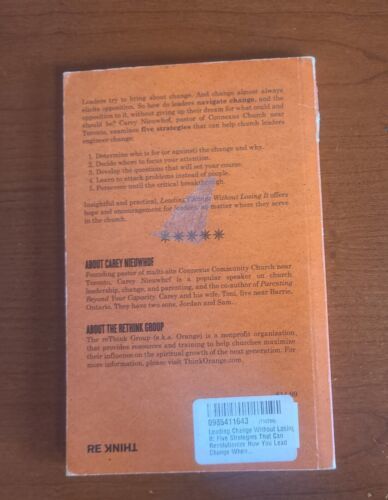 Leaders try to bring about change. And change almost always
elicits opposition. So how do leaders navigate change, and the
opposition to it, without giving up their dream for what could and
should be? Carey Nieuwhof, pastor of Connexus Church near
Toronto, examines five strategies that can help church leaders
engineer change.
1. Determine who is for (or against) the change and why.
2. Decide where to focus your attention.
3. Develop the questions that will set your course.
4. Learn to attack problems instead of people.
5. Persevere until the critical breakthrough.
Insightful and practical, Leading Change Without Losing It offers
hope and encouragement for leaders, no matter where they serve
in the church.
ABOUT CAREY NIEUWHOF
Founding pastor of multi-site Connexus Community Church near
Toronto, Carey Nieuwhof is a popular speaker on church
leadership, change, and parenting, and the co-author of Parenting
Beyond Your Capacity. Carey and his wife, Toni, live near Barrie,
Ontario. They have two sons, Jordan and Sam.
ABOUT THE RETHINK GROUP
The reThink Group (a.k.a. Orange) is a nonprofit organization
that provides resources and training to help churches maximize
their influence on the spiritual growth of the next generation. For
more information, please visit ThinkOrange.com.
RE THINK
0985411643
Leading Change Without Losing
It: Five Strategies That Can
Revolutionize How You Lead
Change When...